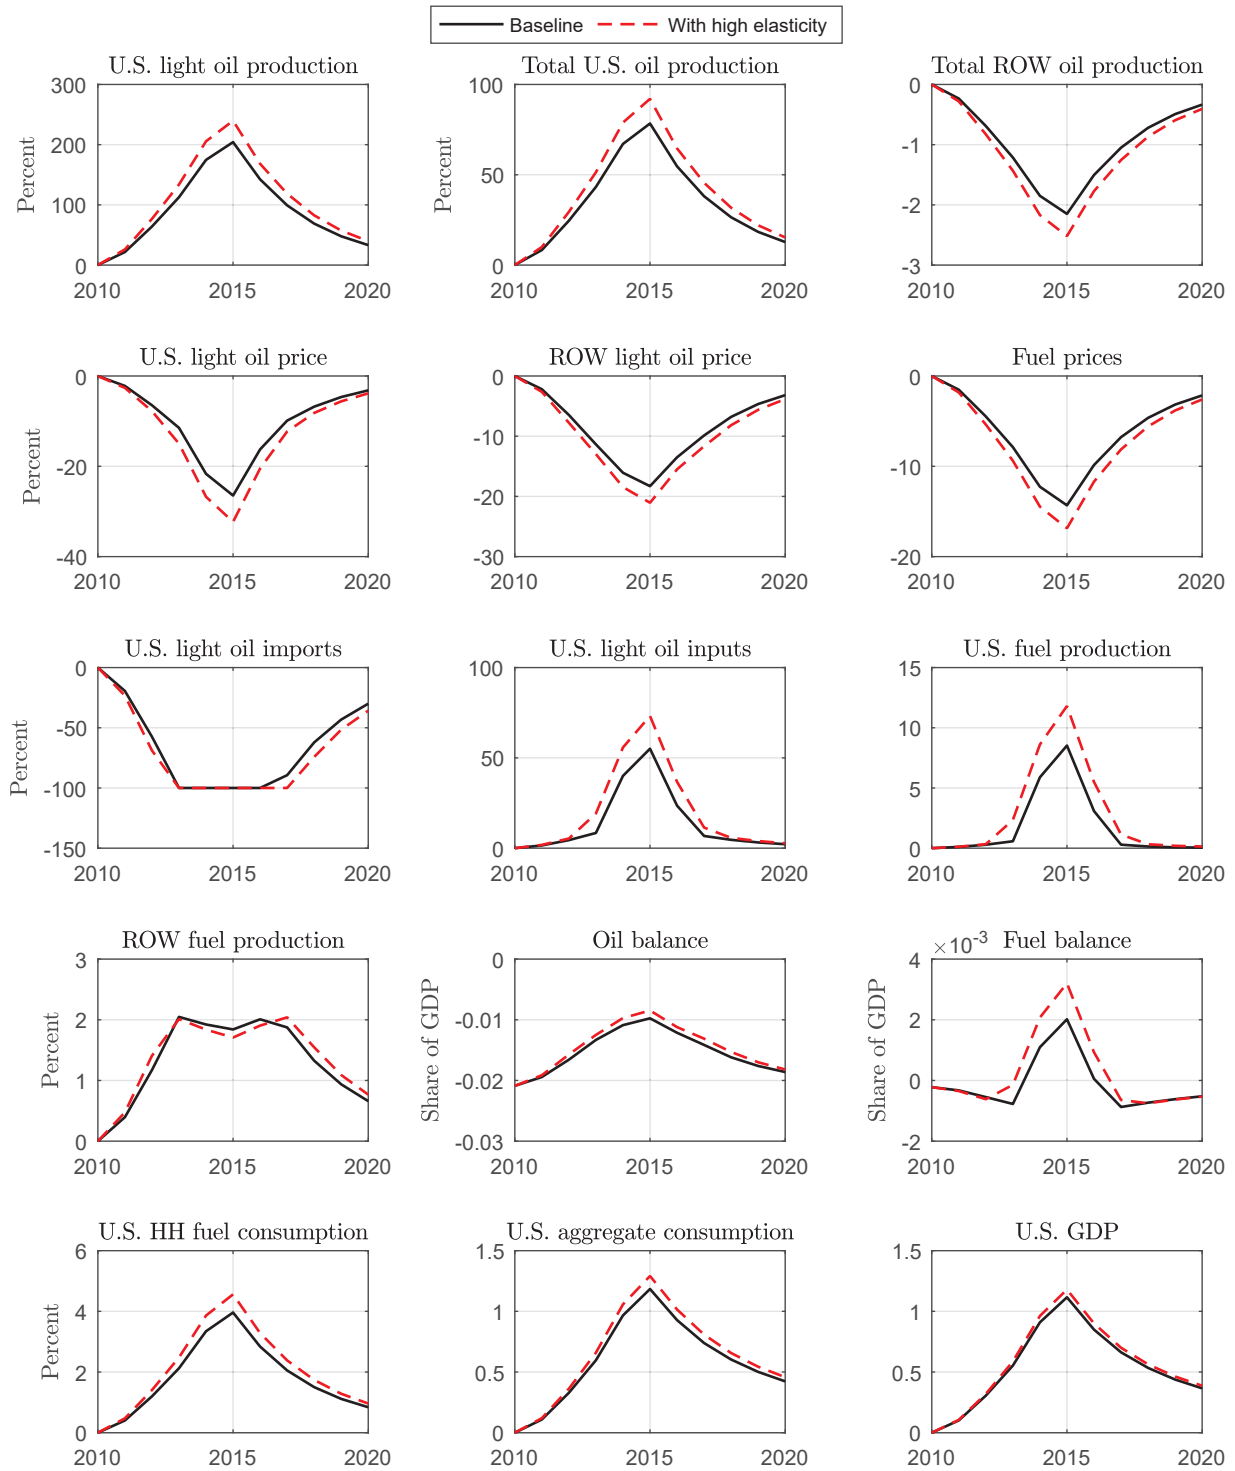 Baseline With high elasticity
U.S. light oil production Total U.S. oil production Total ROW oil production
300 100 0
200 -1
Percent Percent
50
100 -2
0 0 -3
2010 2015 2020 2010 2015 2020 2010 2015 2020
U.S. light oil price ROW light oil price Fuel prices
0 0 0
Percent
-10
-20 -10
-20
-40 -30 -20
2010 2015 2020 2010 2015 2020 2010 2015 2020
U.S. light oil imports U.S. light oil inputs U.S. fuel production
0 100 15
-50 10
Percent
50
-100 5
-150 0 0
2010 2015 2020 2010 2015 2020 2010 2015 2020
ROW fuel production Oil balance ×10-3 Fuel balance
3 0 4
2 -0.01 2
Percent Share of GDP Share of GDP
1 -0.02 0
0 -0.03 -2
2010 2015 2020 2010 2015 2020 2010 2015 2020
U.S. HH fuel consumption U.S. aggregate consumption U.S. GDP
6 1.5 1.5
4 1 1
Percent
2 0.5 0.5
0 0 0
2010 2015 2020 2010 2015 2020 2010 2015 2020